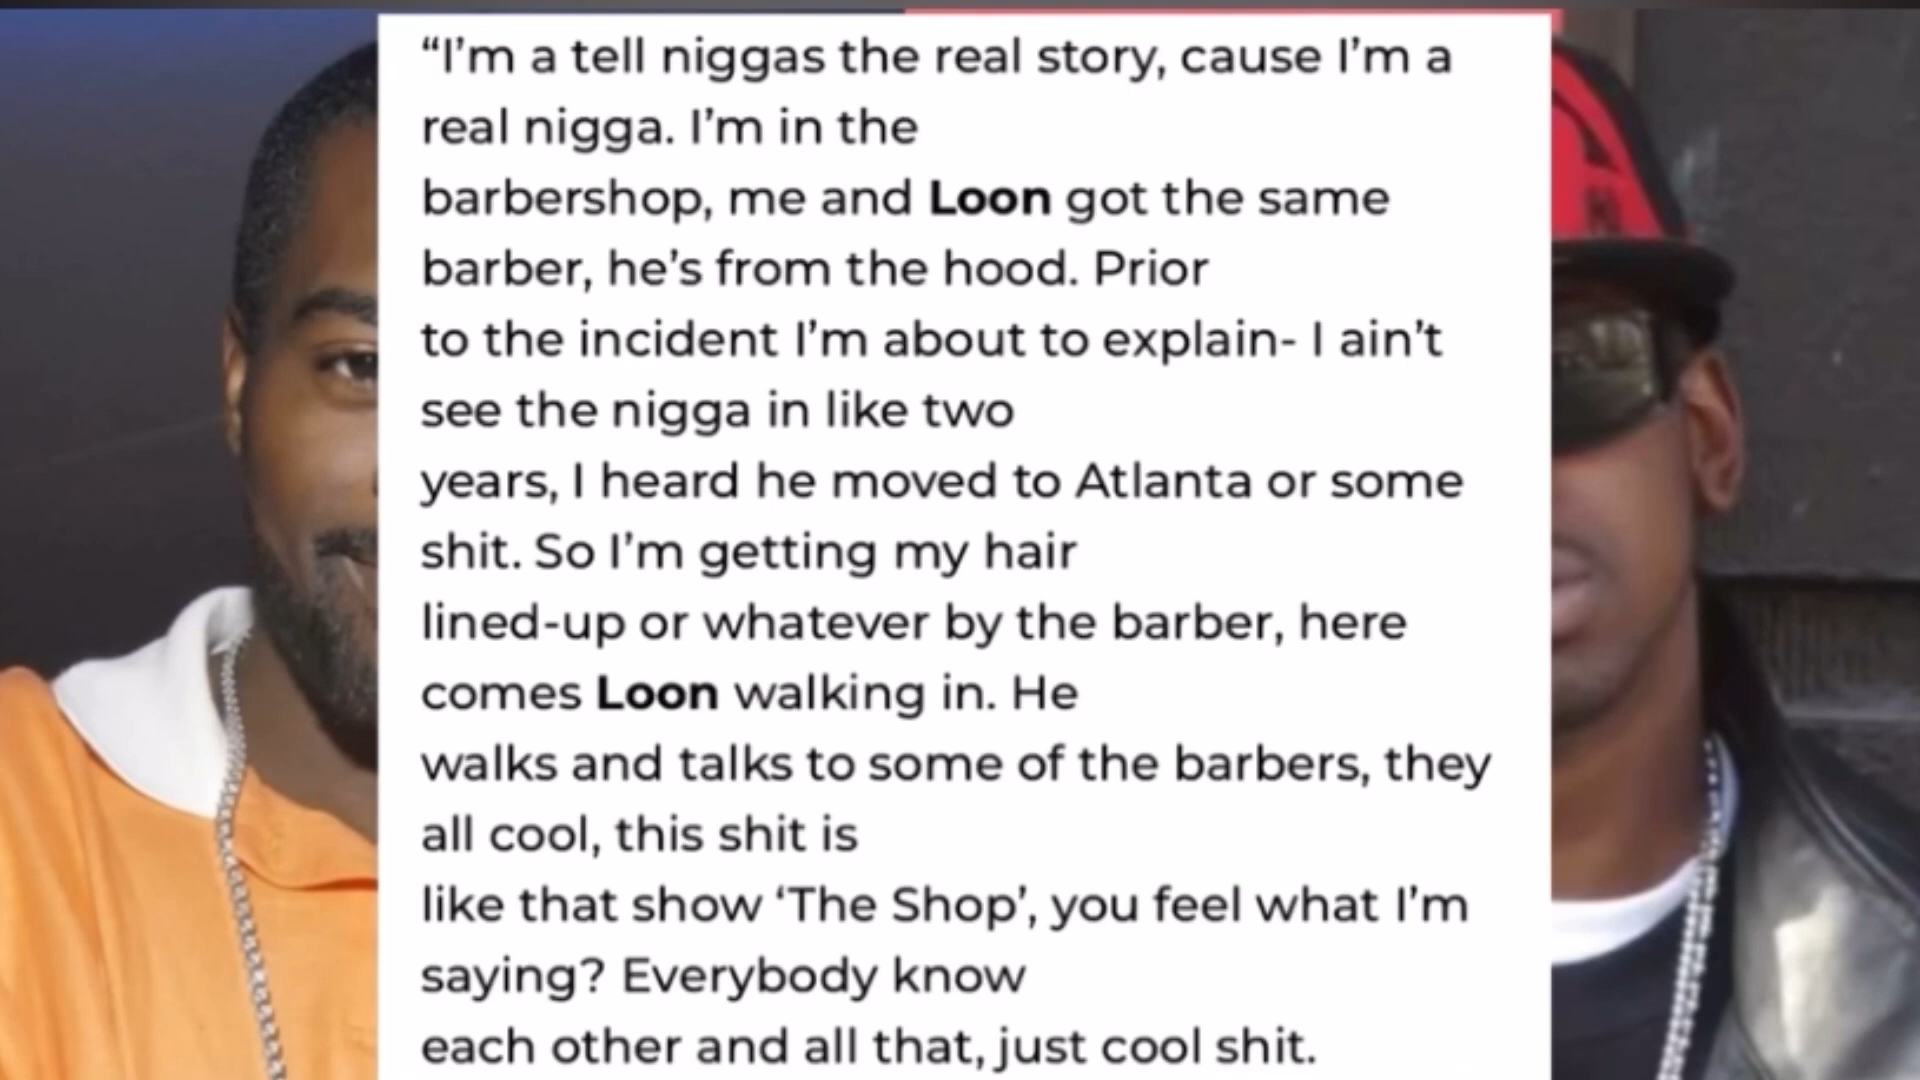 “I’m a tell niggas the real story, cause I’m a
real nigga. I’m in the
barbershop, me and Loon got the same
barber, he’s from the hood. Prior
to the incident I’m about to explain- I ain’t
see the nigga in like two
years, I heard he moved to Atlanta or some
shit. So I’m getting my hair
lined-up or whatever by the barber, here
comes Loon walking in. He
walks and talks to some of the barbers, they
all cool, this shit is
like that show ‘The Shop’, you feel what I’m
saying? Everybody know
each other and all that, just cool shit.